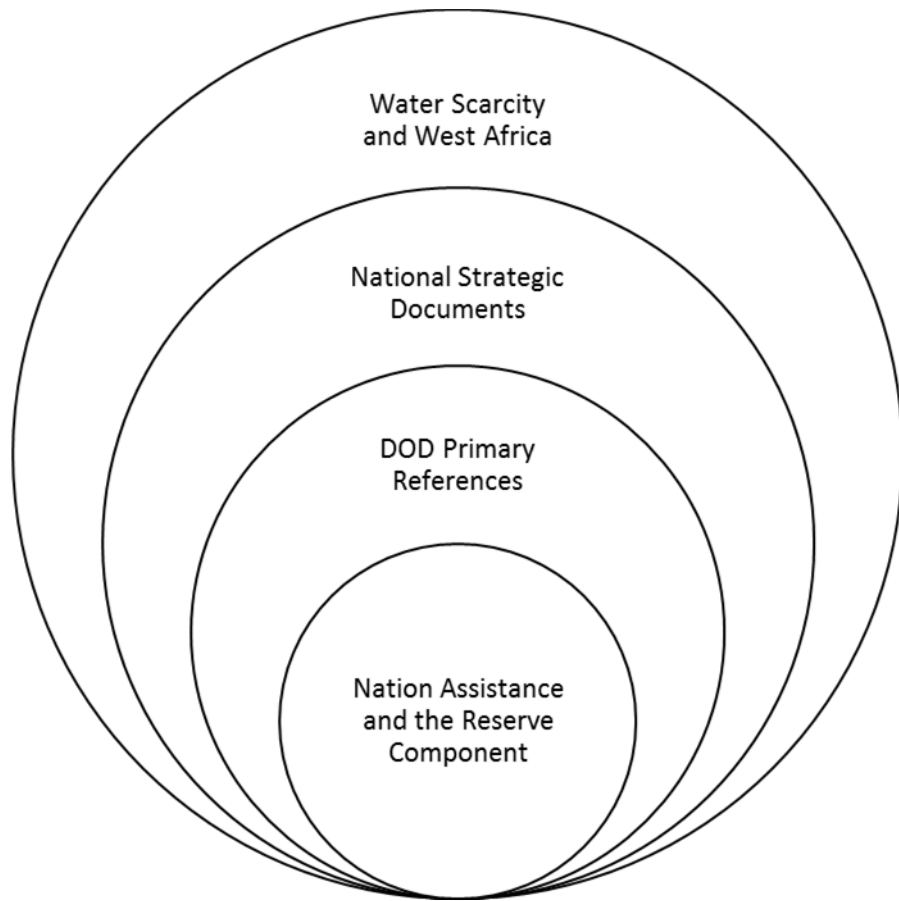 Water Scarcity
and West Africa
National Strategic
Documents
DOD Primary
References
Nation Assistance
and the Reserve
Component